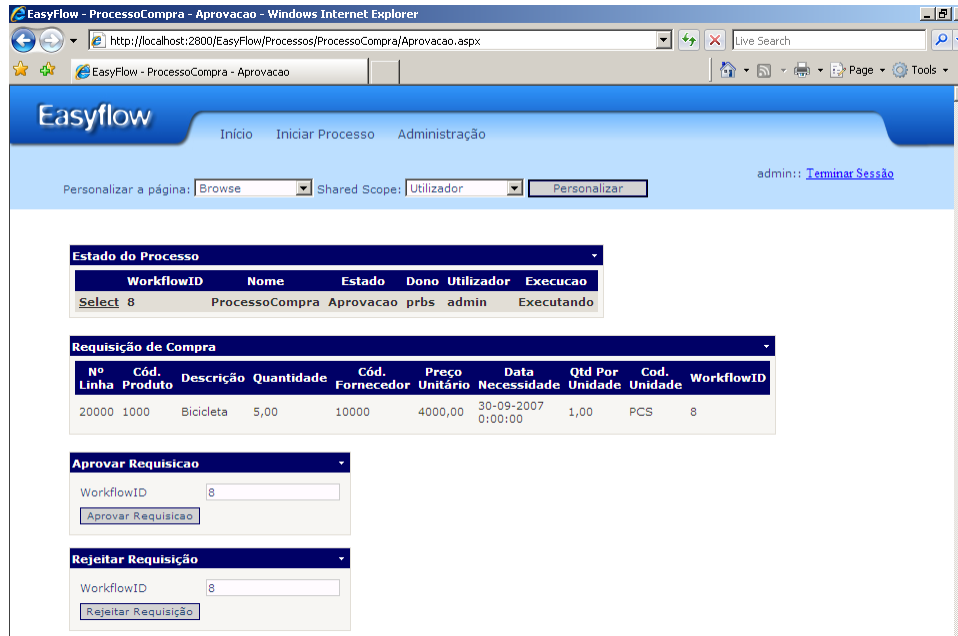 EasyFlow - ProcessoCompra - Aprovacao - Windows Internet Explorer
http://localhost:2800/EasyFlow/Processos/ProcessoCompra/Aprovacao.aspx Live Search
EasyFlow - ProcessoCompra - Aprovacao Page Tools
Easyflow
Início Iniciar Processo Administração
admin:: Terminar Sessão
Personalizar a página: Browse Shared Scope: Utilizador Personalizar
Estado do Processo
WorkflowID Nome Estado Dono Utilizador Execucao
Select 8 ProcessoCompra Aprovacao prbs admin Executando
Requisição de Compra
Nº Cód. Cód. Preço Data Qtd Por Cod.
Linha Produto Descrição Quantidade Fornecedor Unitário Necessidade Unidade Unidade WorkflowID
20000 1000 Bicicleta 5,00 10000 4000,00 30-09-2007 1,00 PCS 8
0:00:00
Aprovar Requisicao
WorkflowID 8
Aprovar Requisicao
Rejeitar Requisição
WorkflowID 8
Rejeitar Requisição